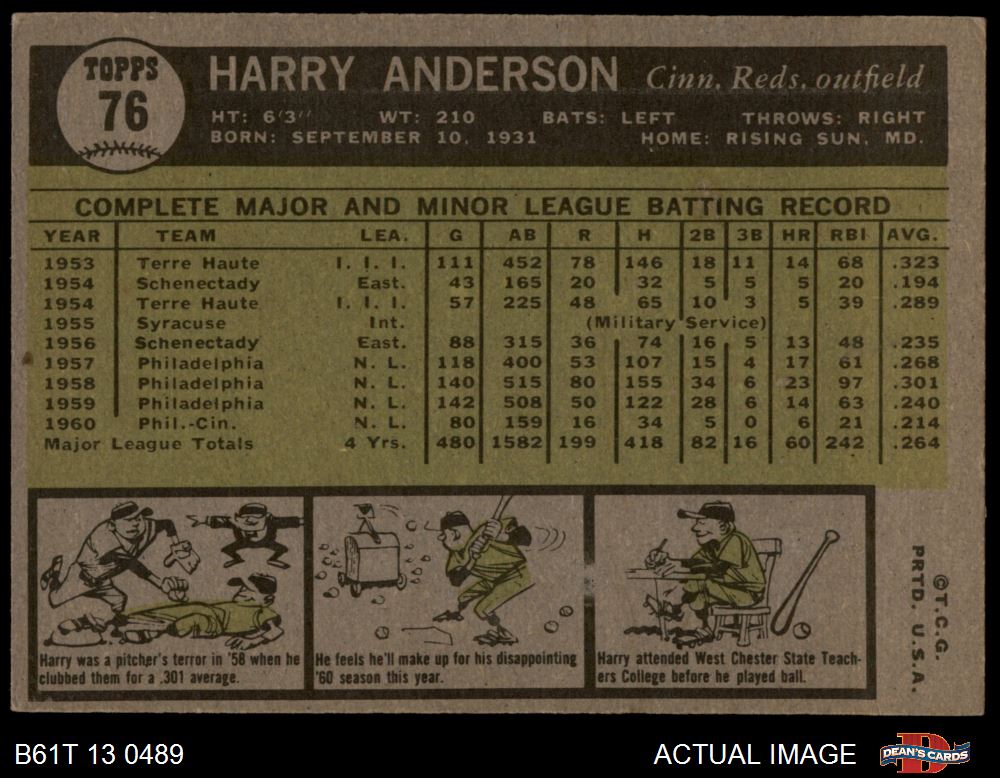 TOPPS
76
HARRY ANDERSON Cinn. Reds, outfield
HT: 6'3" WT: 210 BATS: LEFT THROWS: RIGHT
BORN: SEPTEMBER 10, 1931 HOME: RISING SUN, MD.
COMPLETE MAJOR AND MINOR LEAGUE BATTING RECORD
YEAR TEAM LEA. G AB R H 2B 3B HR RBI AVG.
1953 Terre Haute I. I. I. 111 452 78 146 18 11 14 68 .323
1954 Schenectady East. 43 165 20 32 5 5 5 20 .194
1954 Terre Haute I. I. I. 57 225 48 65 10 3 5 39 .289
1955 Syracuse Int. (Military Service)
1956 Schenectady East. 88 315 36 74 16 5 13 48 .235
1957 Philadelphia N. L. 118 400 53 107 15 4 17 61 .268
1958 Philadelphia N. L. 140 515 80 155 34 6 23 97 .301
1959 Philadelphia N. L. 142 508 50 122 28 6 14 63 .240
1960 Phil.-Cin. N. L. 80 159 16 34 5 0 6 21 .214
Major League Totals 4 Yrs. 480 1582 199 418 82 16 60 242 .264
Harry was a pitcher's terror in '58 when he
clubbed them for a .301 average.
He feels he'll make up for his disappointing
'60 season this year.
Harry attended West Chester State Teach-
ers College before he played ball.
©T.C.G.
PRTD. U.S.A.
B61T 13 0489
ACTUAL IMAGE
DEAN'S CARDS